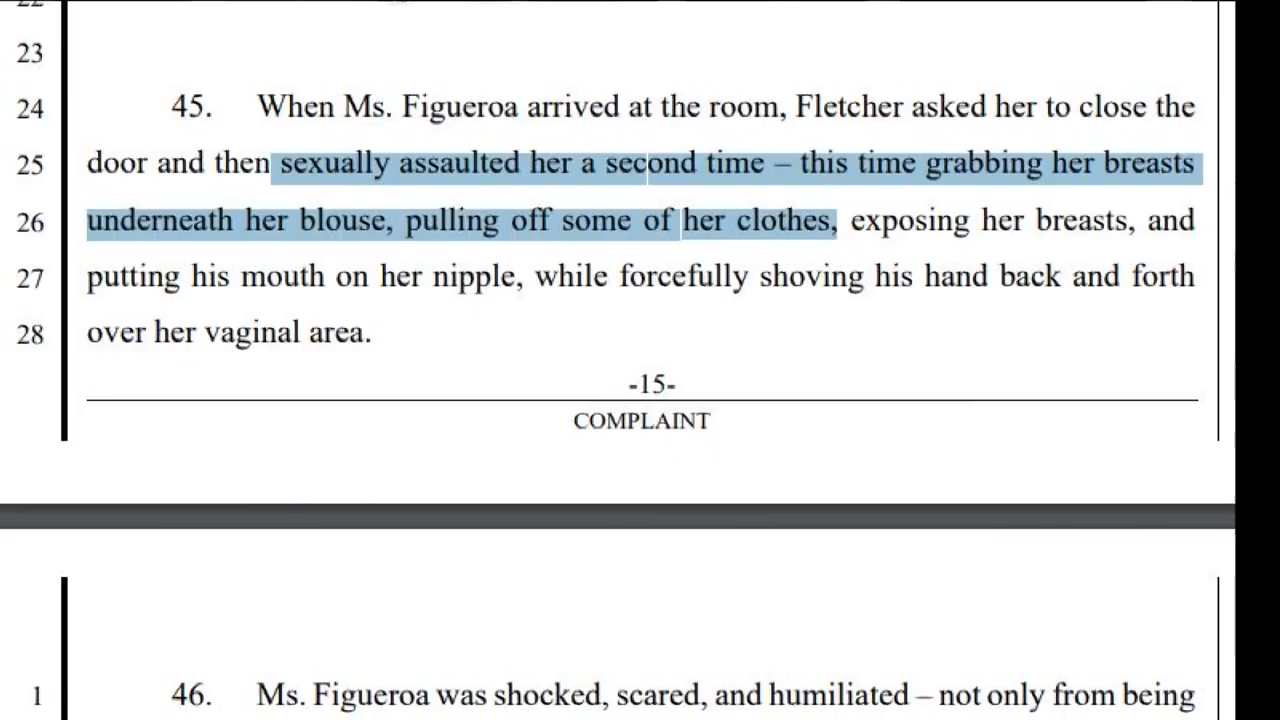 23
24 45. When Ms. Figueroa arrived at the room, Fletcher asked her to close the
25 door and then sexually assaulted her a second time – this time grabbing her breasts
26 underneath her blouse, pulling off some of her clothes, exposing her breasts, and
27 putting his mouth on her nipple, while forcefully shoving his hand back and forth
28 over her vaginal area.
-15-
COMPLAINT
1 46. Ms. Figueroa was shocked, scared, and humiliated – not only from being